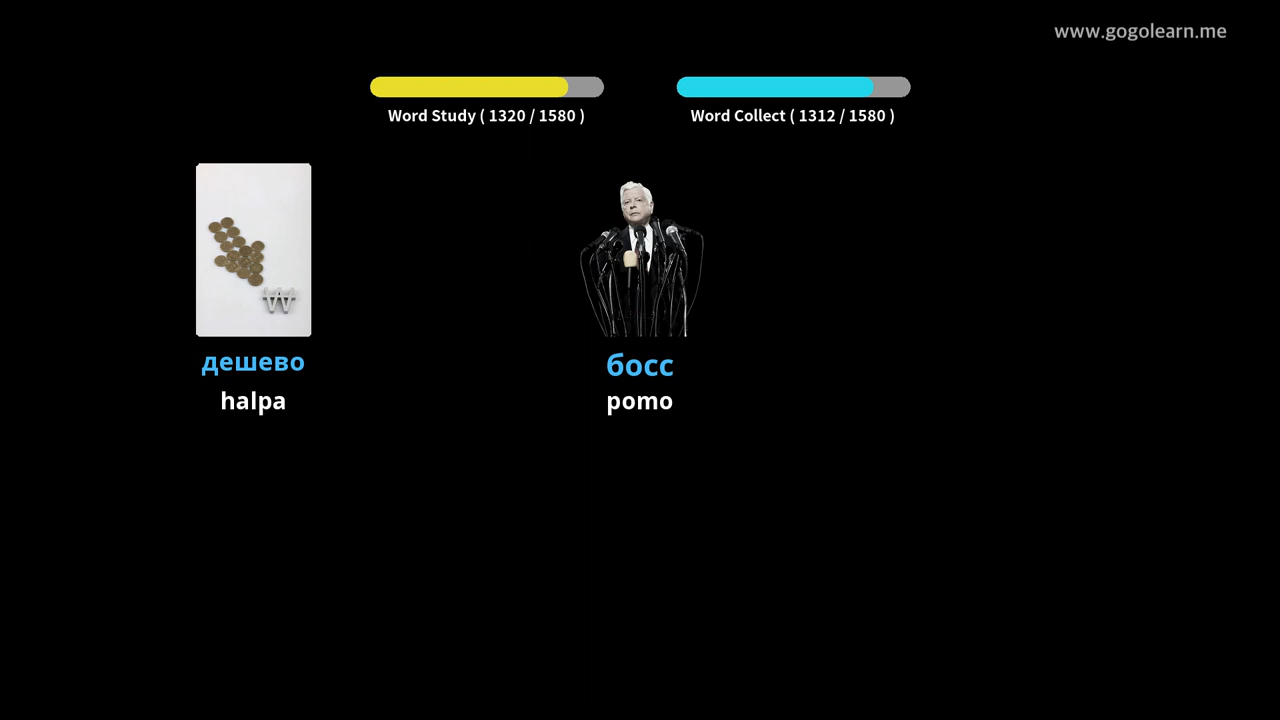 www.gogolearn.me
Word Study ( 1320 / 1580 )
Word Collect ( 1312 / 1580 )
дешево
halpa
босс
pomo